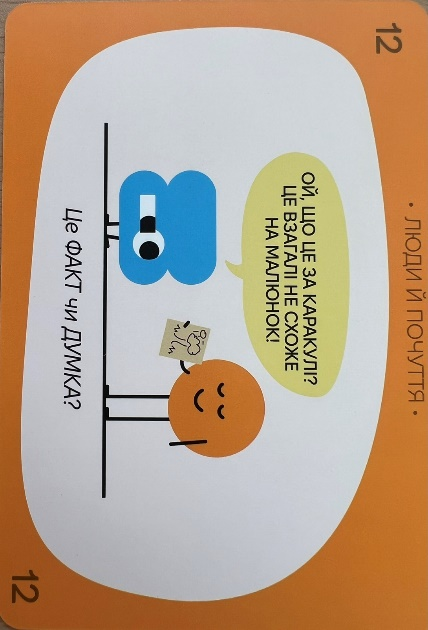 12
• ЛЮДИ Й ПОЧУТТЯ •
ОЙ, ЩО ЦЕ ЗА КАРАКУЛІ?
ЦЕ ВЗАГАЛІ НЕ СХОЖЕ
НА МАЛЮНОК!
Це ФАКТ чи ДУМКА?
12